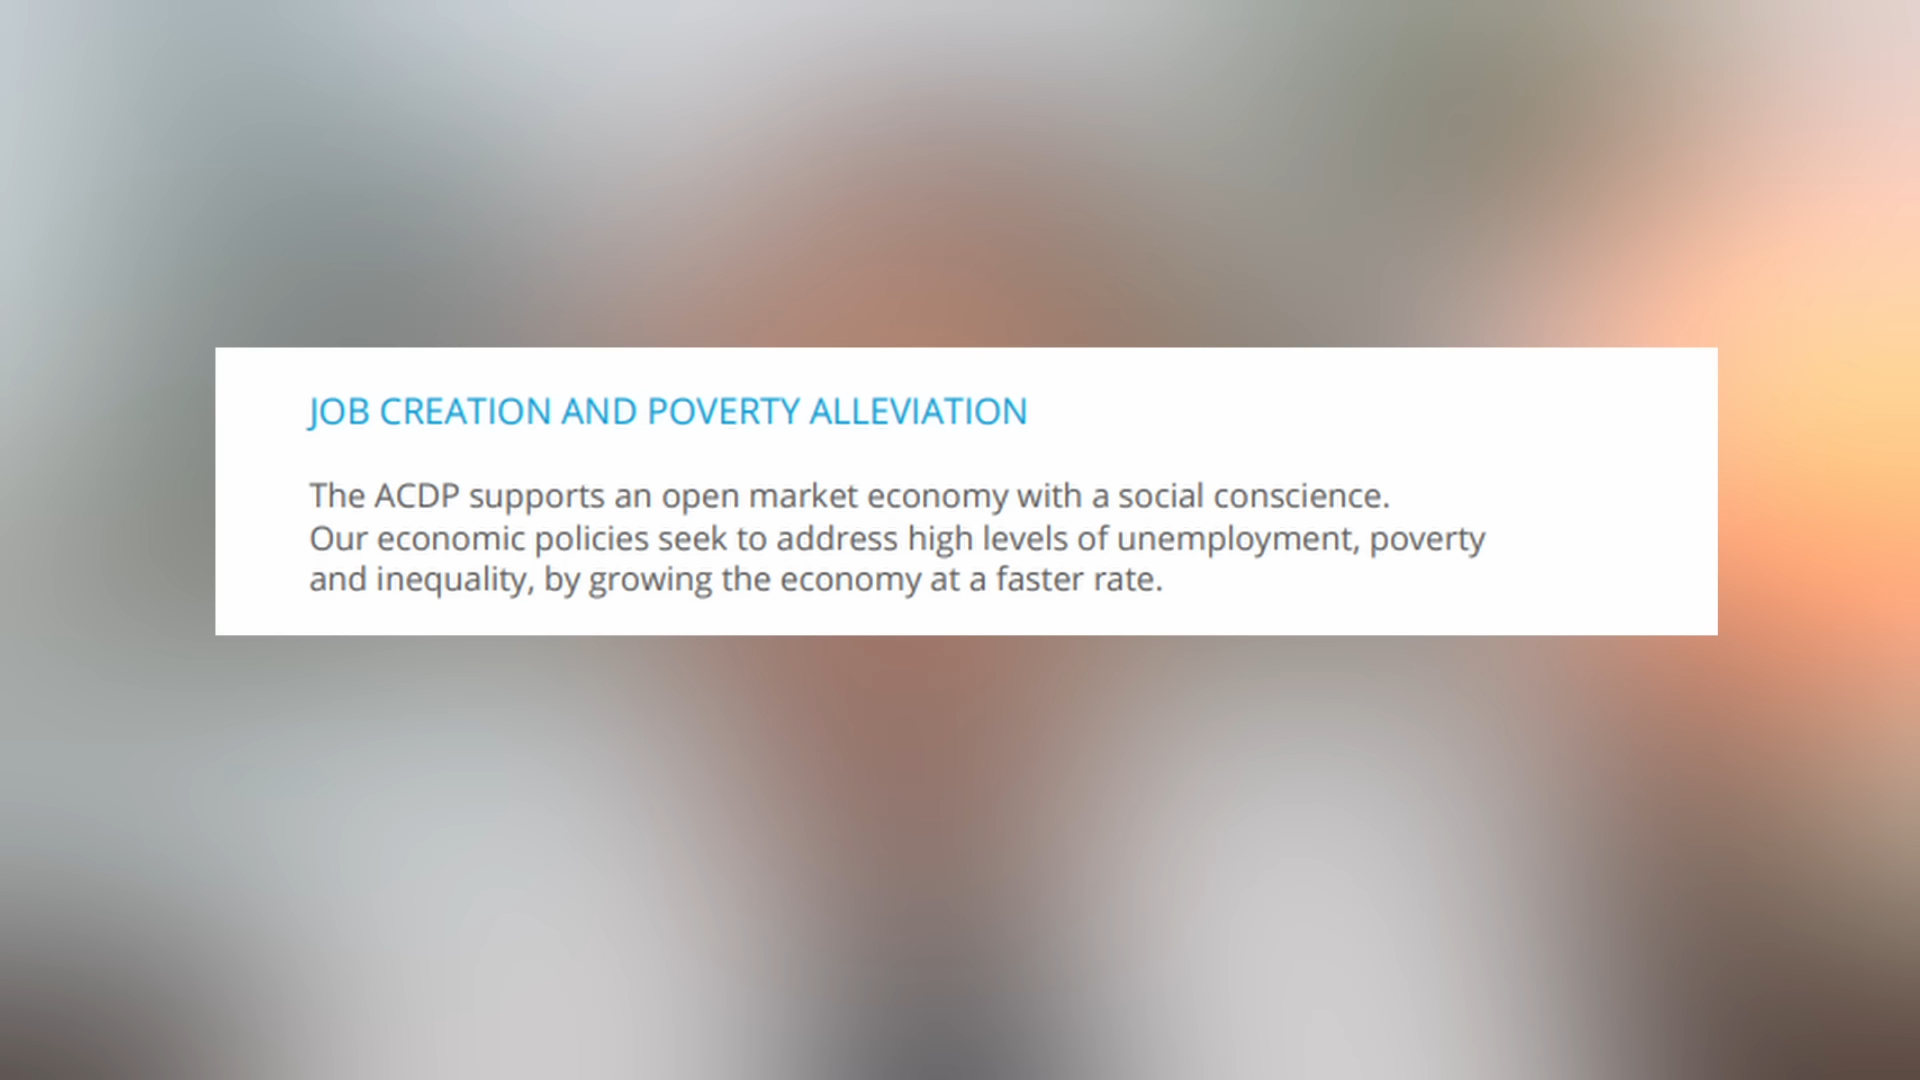 JOB CREATION AND POVERTY ALLEVIATION
The ACDP supports an open market economy with a social conscience.
Our economic policies seek to address high levels of unemployment, poverty
and inequality, by growing the economy at a faster rate.